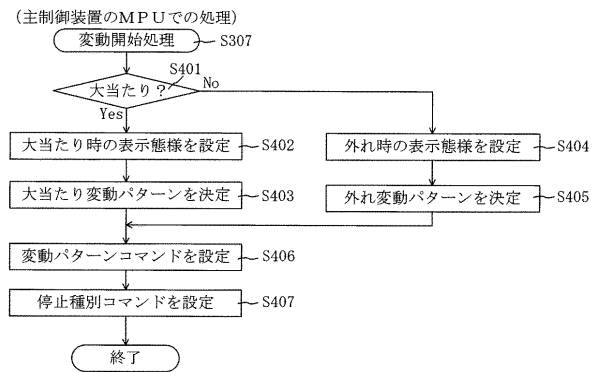 (主制御装置のMPUでの処理)
変動開始処理
S307
S401
大当たり?
No
Yes
大当たり時の表示態様を設定
S402
外れ時の表示態様を設定
S404
大当たり変動パターンを決定
S403
外れ変動パターンを決定
S405
変動パターンコマンドを設定
S406
停止種別コマンドを設定
S407
終了